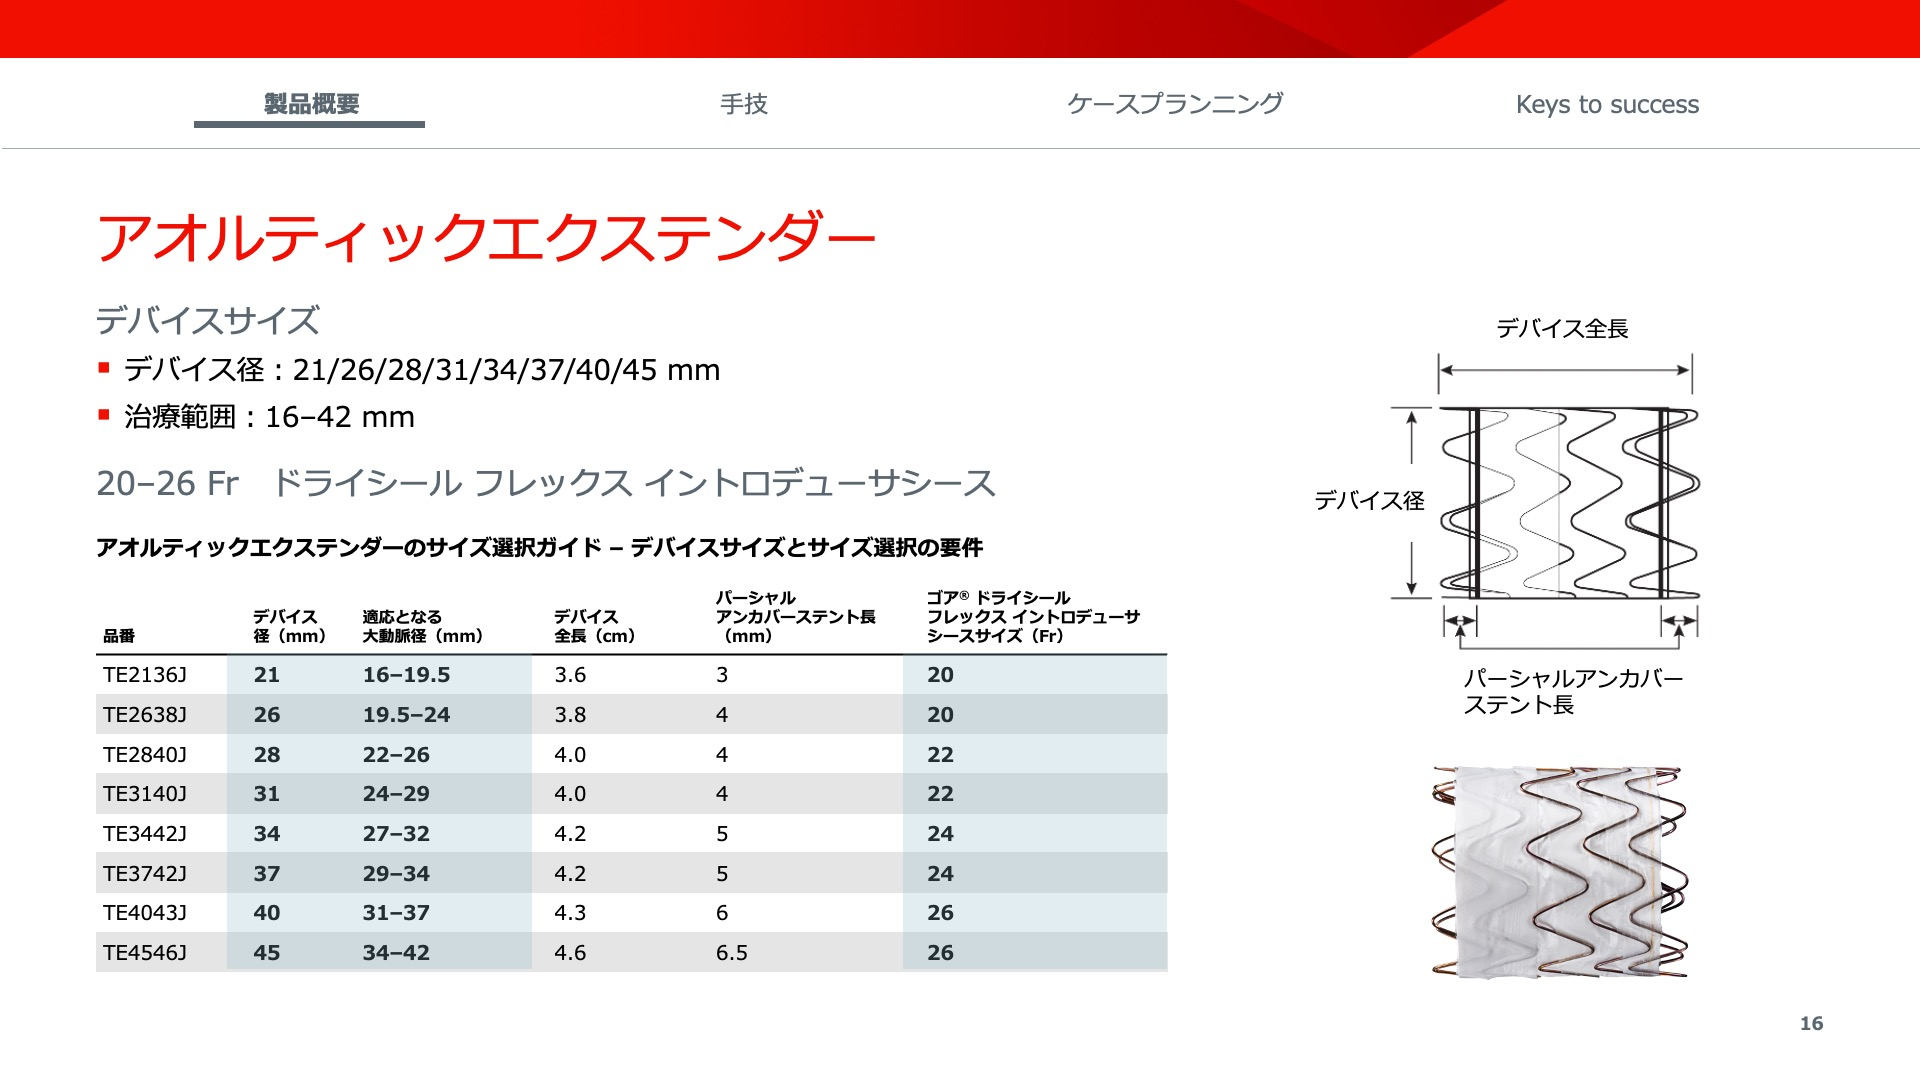 製品概要 手技 ケースプランニング Keys to success
アオルティックエクステンダー
デバイスサイズ
▪ デバイス径：21/26/28/31/34/37/40/45 mm
▪ 治療範囲：16–42 mm
20–26 Fr　ドライシール フレックス イントロデューサシース
アオルティックエクステンダーのサイズ選択ガイド – デバイスサイズとサイズ選択の要件
品番
デバイス
径（mm）
適応となる
大動脈径（mm）
デバイス
全長（cm）
パーシャル
アンカバーステント長
（mm）
ゴア® ドライシール
フレックス イントロデューサ
シースサイズ（Fr）
TE2136J 21 16–19.5 3.6 3 20
TE2638J 26 19.5–24 3.8 4 20
TE2840J 28 22–26 4.0 4 22
TE3140J 31 24–29 4.0 4 22
TE3442J 34 27–32 4.2 5 24
TE3742J 37 29–34 4.2 5 24
TE4043J 40 31–37 4.3 6 26
TE4546J 45 34–42 4.6 6.5 26
デバイス全長
デバイス径
パーシャルアンカバー
ステント長
16